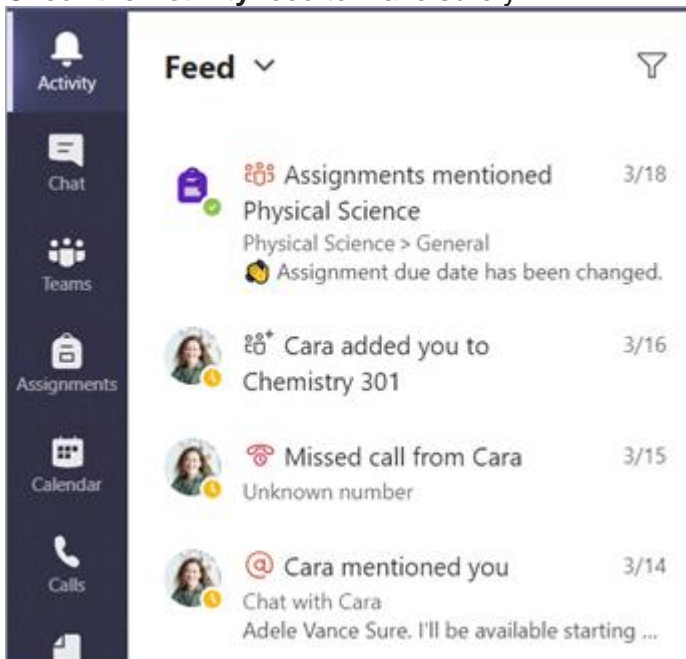 Activity
Feed
Chat
Teams
Assignments
Calendar
Calls
Assignments mentioned 3/18
Physical Science
Physical Science > General
Assignment due date has been changed.
Cara added you to 3/16
Chemistry 301
Missed call from Cara 3/15
Unknown number
Cara mentioned you 3/14
Chat with Cara
Adele Vance Sure. I'll be available starting ...